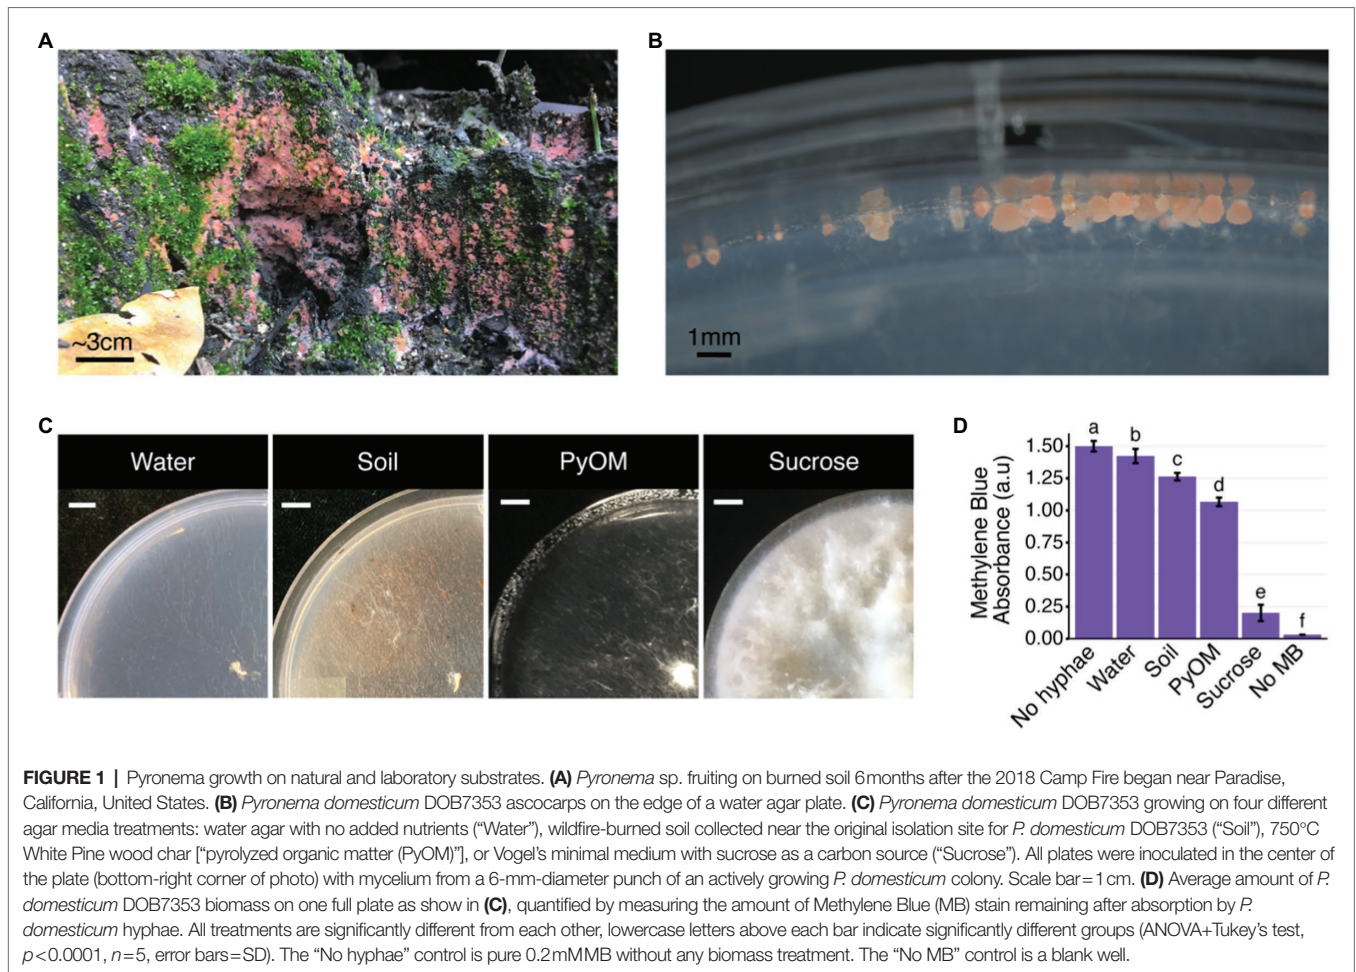 A
B
~3cm
1mm
C
Water
Soil
PyOM
Sucrose
D
Methylene Blue
Absorbance (a.u)
1.50
1.25
1.00
0.75
0.50
0.25
0.00
a
b
c
d
e
f
No hyphae
Water
Soil
PyOM
Sucrose
No MB
FIGURE 1 | Pyronema growth on natural and laboratory substrates. (A) Pyronema sp. fruiting on burned soil 6months after the 2018 Camp Fire began near Paradise,
California, United States. (B) Pyronema domesticum DOB7353 ascocarps on the edge of a water agar plate. (C) Pyronema domesticum DOB7353 growing on four different
agar media treatments: water agar with no added nutrients (“Water”), wildfire-burned soil collected near the original isolation site for P. domesticum DOB7353 (“Soil”), 750°C
White Pine wood char [“pyrolyzed organic matter (PyOM)”], or Vogel’s minimal medium with sucrose as a carbon source (“Sucrose”). All plates were inoculated in the center of
the plate (bottom-right corner of photo) with mycelium from a 6-mm-diameter punch of an actively growing P. domesticum colony. Scale bar=1cm. (D) Average amount of P.
domesticum DOB7353 biomass on one full plate as show in (C), quantified by measuring the amount of Methylene Blue (MB) stain remaining after absorption by P.
domesticum hyphae. All treatments are significantly different from each other, lowercase letters above each bar indicate significantly different groups (ANOVA+Tukey’s test,
p<0.0001, n=5, error bars=SD). The “No hyphae” control is pure 0.2mMMB without any biomass treatment. The “No MB” control is a blank well.